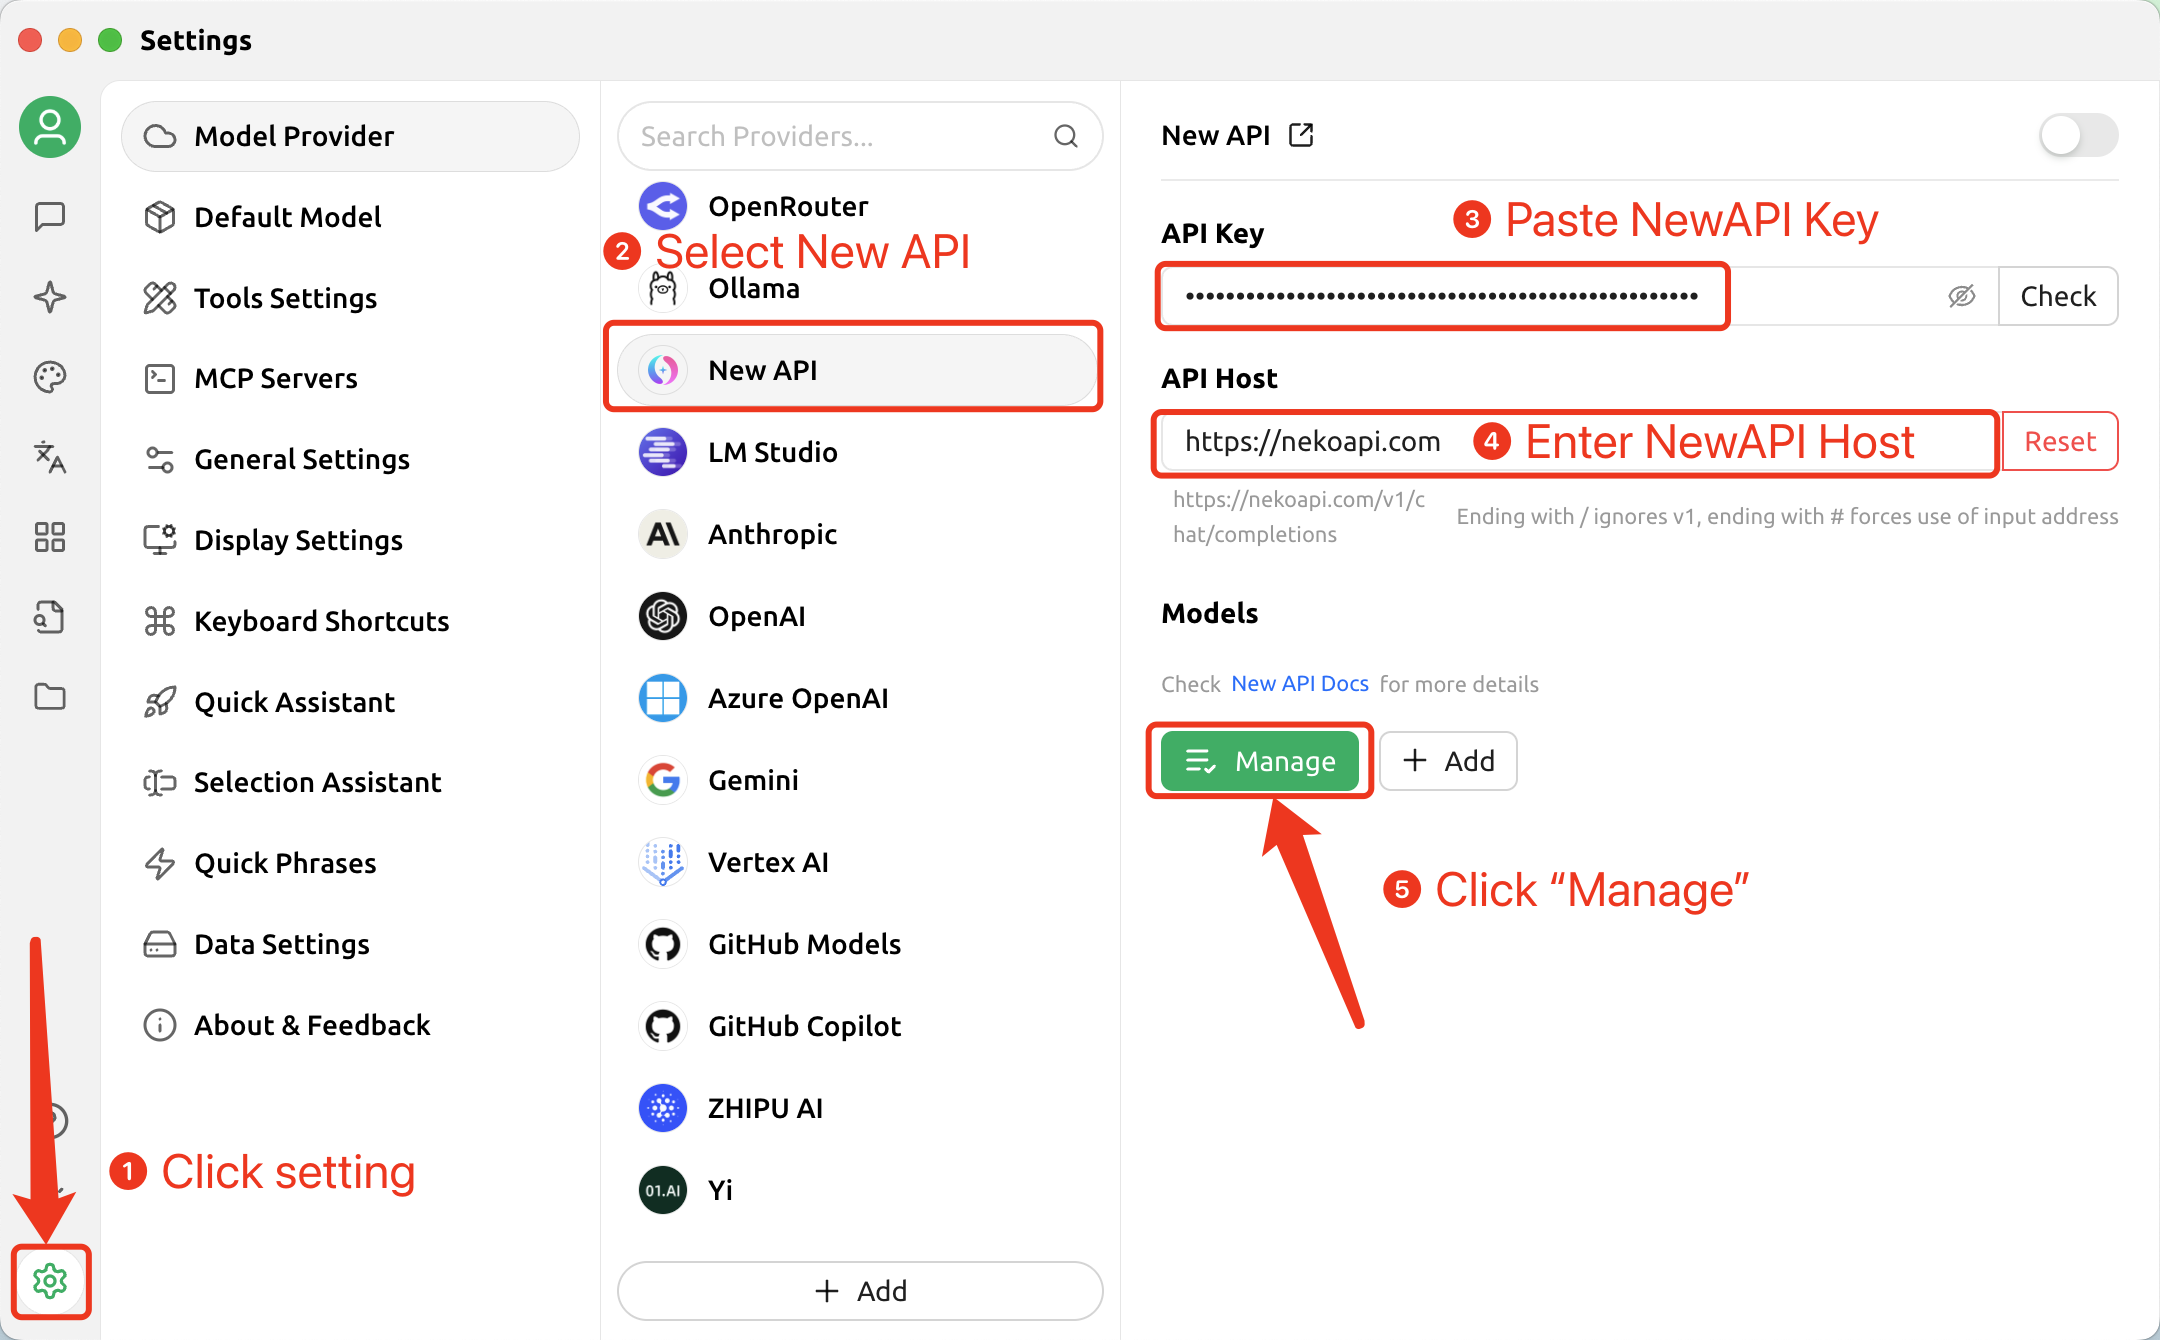 Settings
Model Provider
Default Model
Tools Settings
MCP Servers
General Settings
Display Settings
Keyboard Shortcuts
Quick Assistant
Selection Assistant
Quick Phrases
Data Settings
About & Feedback
1 Click setting
Search Providers...
OpenRouter
2 Select New API
Ollama
New API
LM Studio
Anthropic
OpenAI
Azure OpenAI
Gemini
Vertex AI
GitHub Models
GitHub Copilot
ZHIPU AI
01.AI Yi
+ Add
New API
3 Paste NewAPI Key
API Key
Check
API Host
https://nekoapi.com
4 Enter NewAPI Host
Reset
https://nekoapi.com/v1/c
hat/completions
Ending with / ignores v1, ending with # forces use of input address
Models
Check New API Docs for more details
Manage
+ Add
5 Click “Manage”